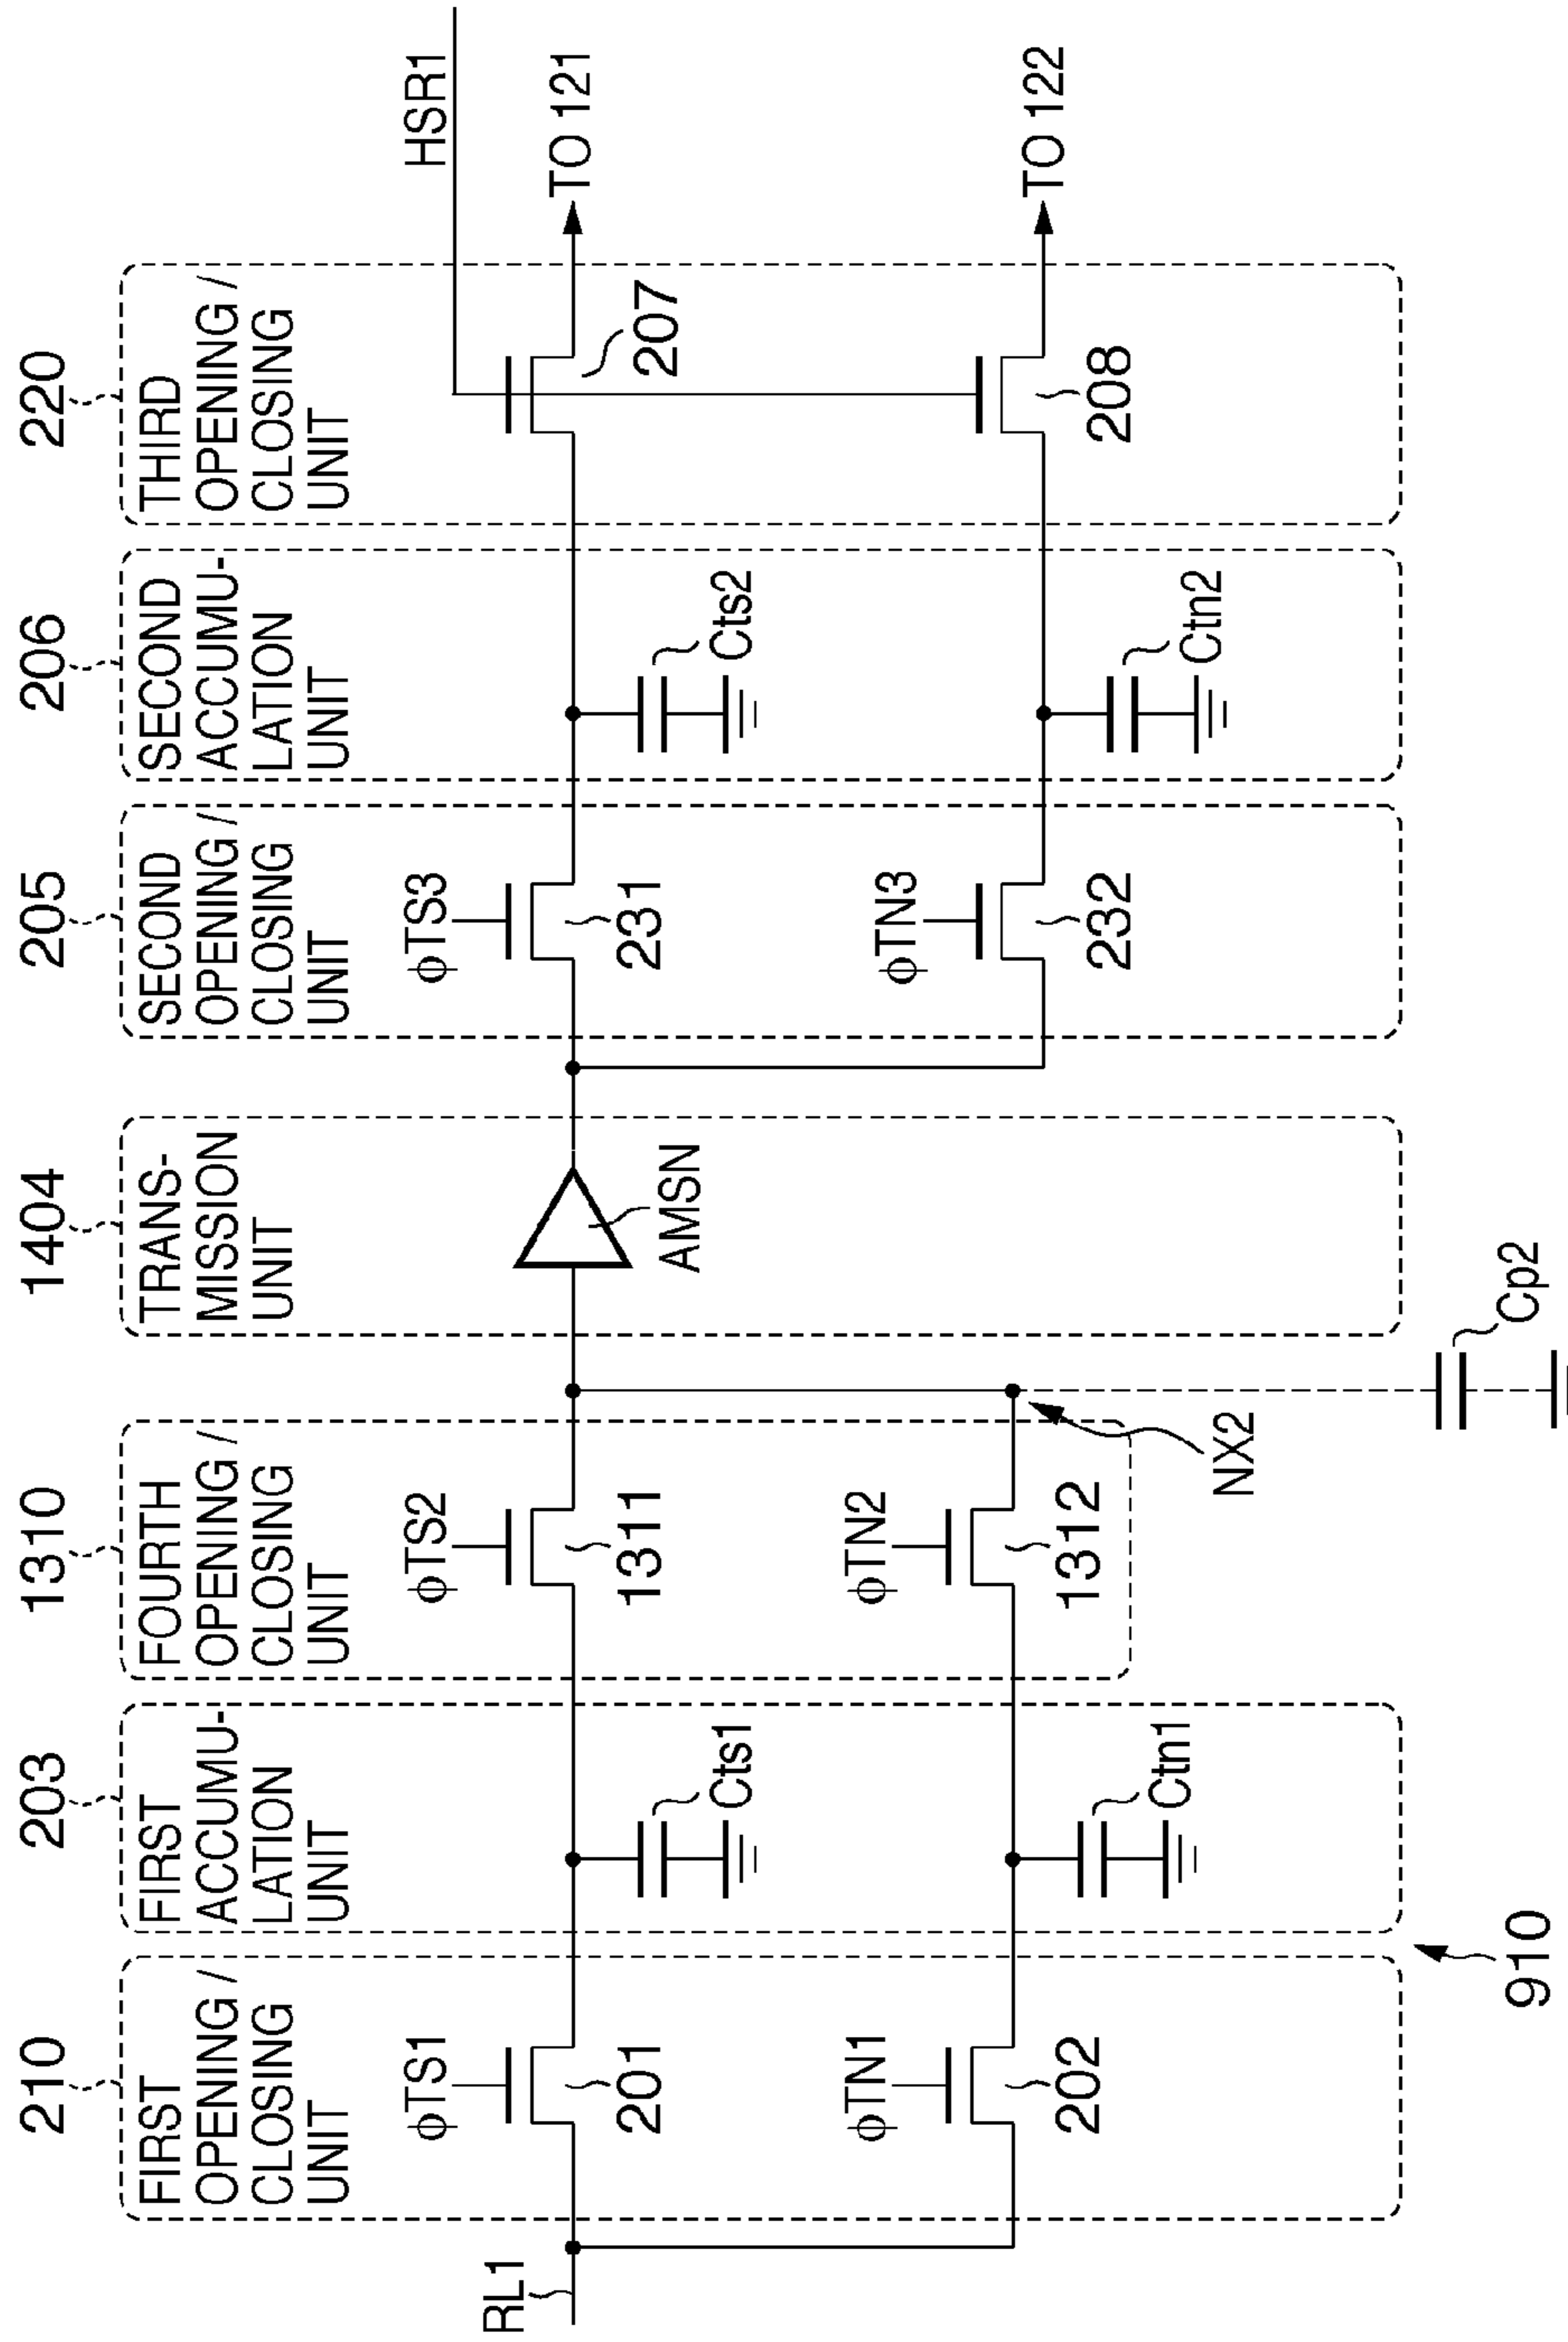 210
FIRST
OPENING /
CLOSING
UNIT
203
FIRST
ACCUMU-
LATION
UNIT
1310
FOURTH
OPENING /
CLOSING
UNIT
1404
TRANS-
MISSION
UNIT
205
SECOND
OPENING /
CLOSING
UNIT
206
SECOND
ACCUMU-
LATION
UNIT
220
THIRD
OPENING /
CLOSING
UNIT
HSR1
ϕTS1
ϕTS2
ϕTS3
RL1
TO 121
201
Cts1
1311
AMSN
231
Cts2
207
ϕTN1
ϕTN2
ϕTN3
TO 122
202
Ctn1
1312
232
Ctn2
208
NX2
Cp2
910